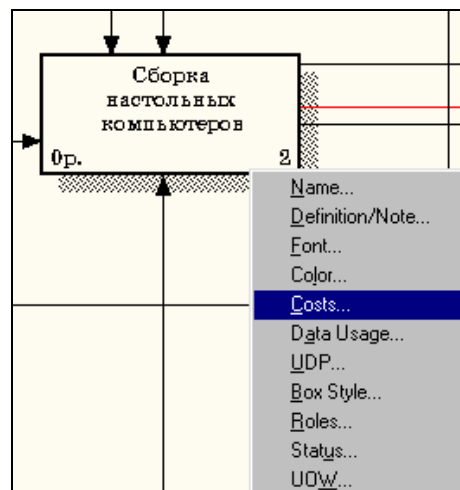 Сборка
настольных
компьютеров
0р. 2
Name...
Definition/Note...
Font...
Color...
Costs...
Data Usage...
UDP...
Box Style...
Roles...
Status...
UOW...